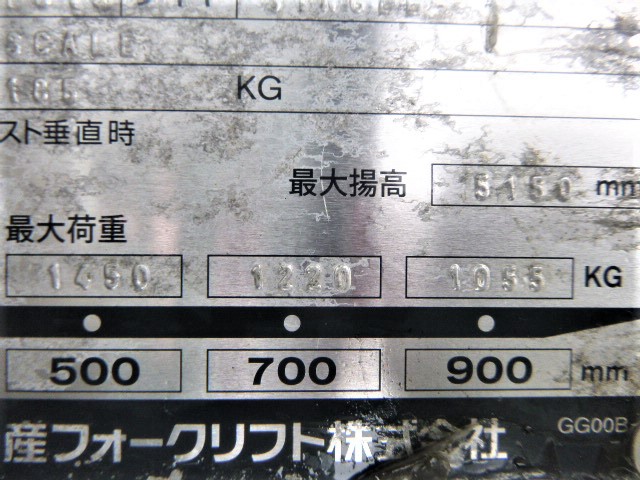 SCALE
KG
スト垂直時
最大揚高 5150 mm
最大荷重
1450 1220 1055 KG
500 700 900 mm
産フォークリフト株式会社 GG00B